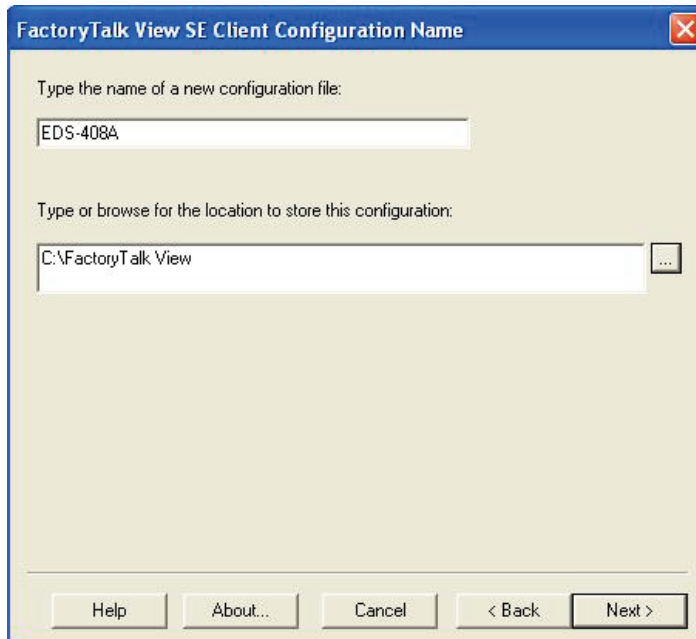 FactoryTalk View SE Client Configuration Name
Type the name of a new configuration file:
EDS-408A
Type or browse for the location to store this configuration:
C:\FactoryTalk View
...
Help
About...
Cancel
< Back
Next >